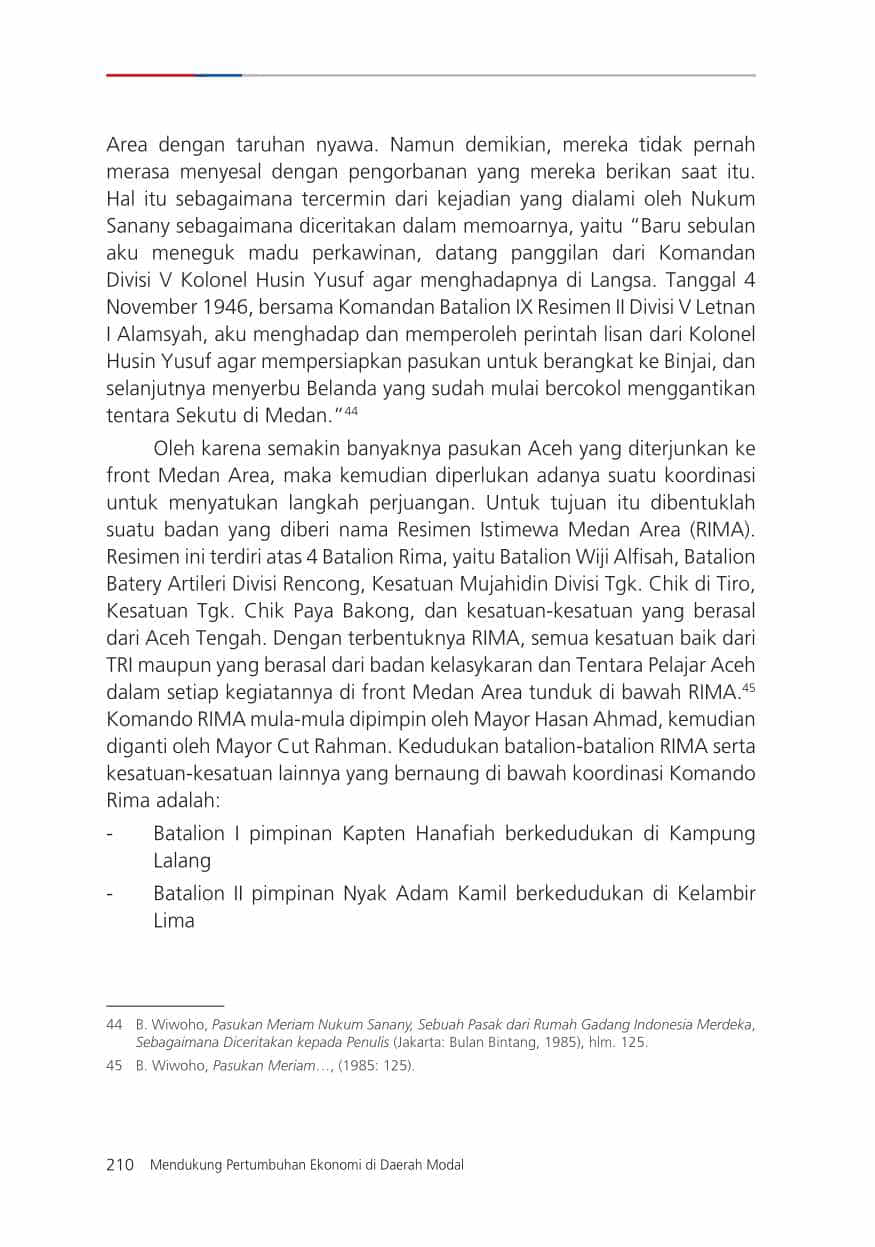 Area dengan taruhan nyawa. Namun demikian, mereka tidak pernah
merasa menyesal dengan pengorbanan yang mereka berikan saat itu.
Hal itu sebagaimana tercermin dari kejadian yang dialami oleh Nukum
Sanany sebagaimana diceritakan dalam memoarnya, yaitu “Baru sebulan
aku meneguk madu perkawinan, datang panggilan dari Komandan
Divisi V Kolonel Husin Yusuf agar menghadapnya di Langsa. Tanggal 4
November 1946, bersama Komandan Batalion IX Resimen II Divisi V Letnan
I Alamsyah, aku menghadap dan memperoleh perintah lisan dari Kolonel
Husin Yusuf agar mempersiapkan pasukan untuk berangkat ke Binjai, dan
selanjutnya menyerbu Belanda yang sudah mulai bercokol menggantikan
tentara Sekutu di Medan.”44
Oleh karena semakin banyaknya pasukan Aceh yang diterjunkan ke
front Medan Area, maka kemudian diperlukan adanya suatu koordinasi
untuk menyatukan langkah perjuangan. Untuk tujuan itu dibentuklah
suatu badan yang diberi nama Resimen Istimewa Medan Area (RIMA).
Resimen ini terdiri atas 4 Batalion Rima, yaitu Batalion Wiji Alfisah, Batalion
Batery Artileri Divisi Rencong, Kesatuan Mujahidin Divisi Tgk. Chik di Tiro,
Kesatuan Tgk. Chik Paya Bakong, dan kesatuan-kesatuan yang berasal
dari Aceh Tengah. Dengan terbentuknya RIMA, semua kesatuan baik dari
TRI maupun yang berasal dari badan kelasykaran dan Tentara Pelajar Aceh
dalam setiap kegiatannya di front Medan Area tunduk di bawah RIMA.45
Komando RIMA mula-mula dipimpin oleh Mayor Hasan Ahmad, kemudian
diganti oleh Mayor Cut Rahman. Kedudukan batalion-batalion RIMA serta
kesatuan-kesatuan lainnya yang bernaung di bawah koordinasi Komando
Rima adalah:
- Batalion I pimpinan Kapten Hanafiah berkedudukan di Kampung
Lalang
- Batalion II pimpinan Nyak Adam Kamil berkedudukan di Kelambir
Lima
44 B. Wiwoho, Pasukan Meriam Nukum Sanany, Sebuah Pasak dari Rumah Gadang Indonesia Merdeka,
Sebagaimana Diceritakan kepada Penulis (Jakarta: Bulan Bintang, 1985), hlm. 125.
45 B. Wiwoho, Pasukan Meriam…, (1985: 125).
210 Mendukung Pertumbuhan Ekonomi di Daerah Modal